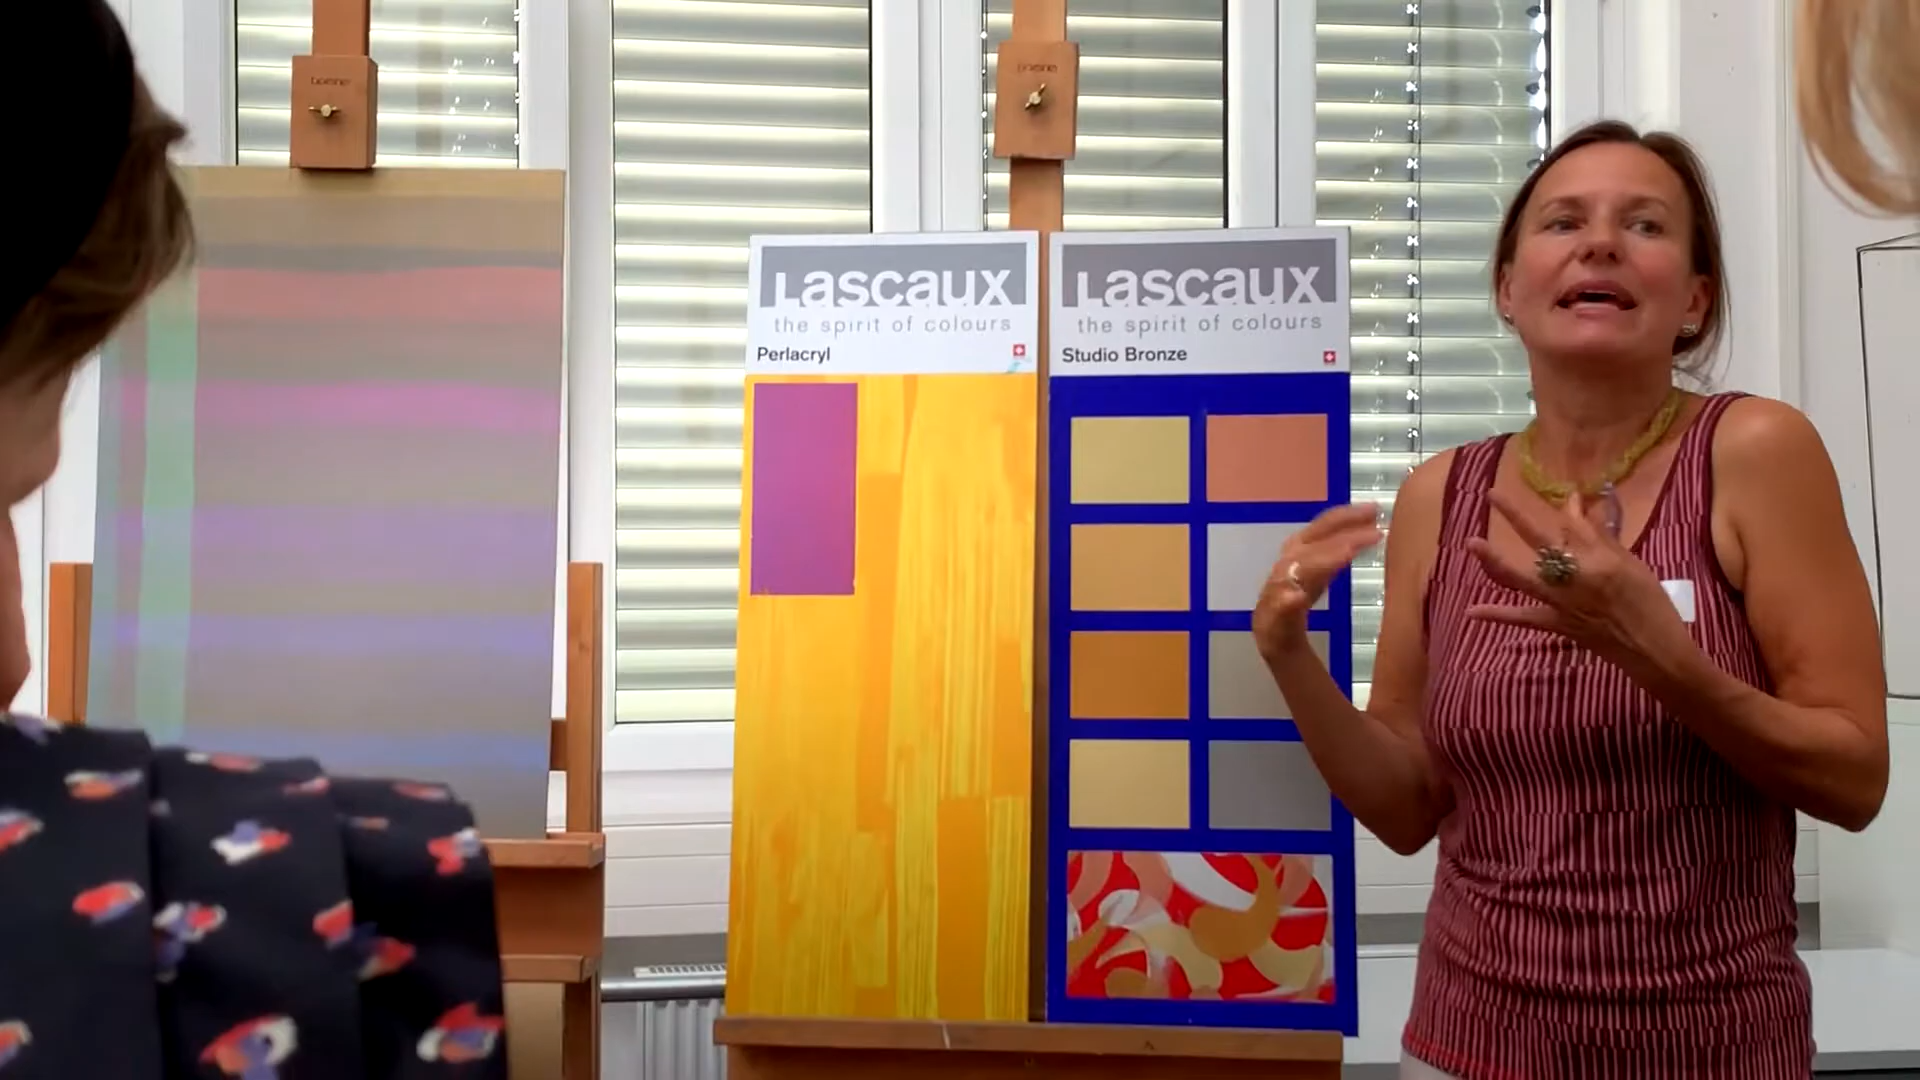 Lascaux
the spirit of colours
Perlacryl
Lascaux
the spirit of colours
Studio Bronze